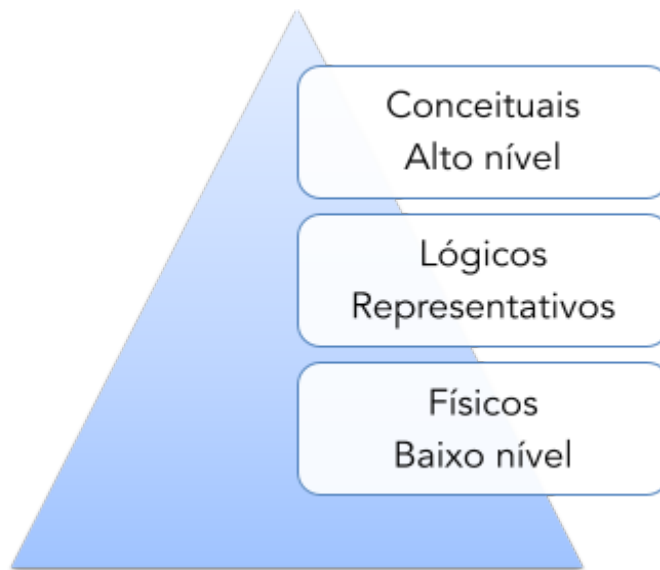 Conceituais
Alto nível
Lógicos
Representativos
Físicos
Baixo nível